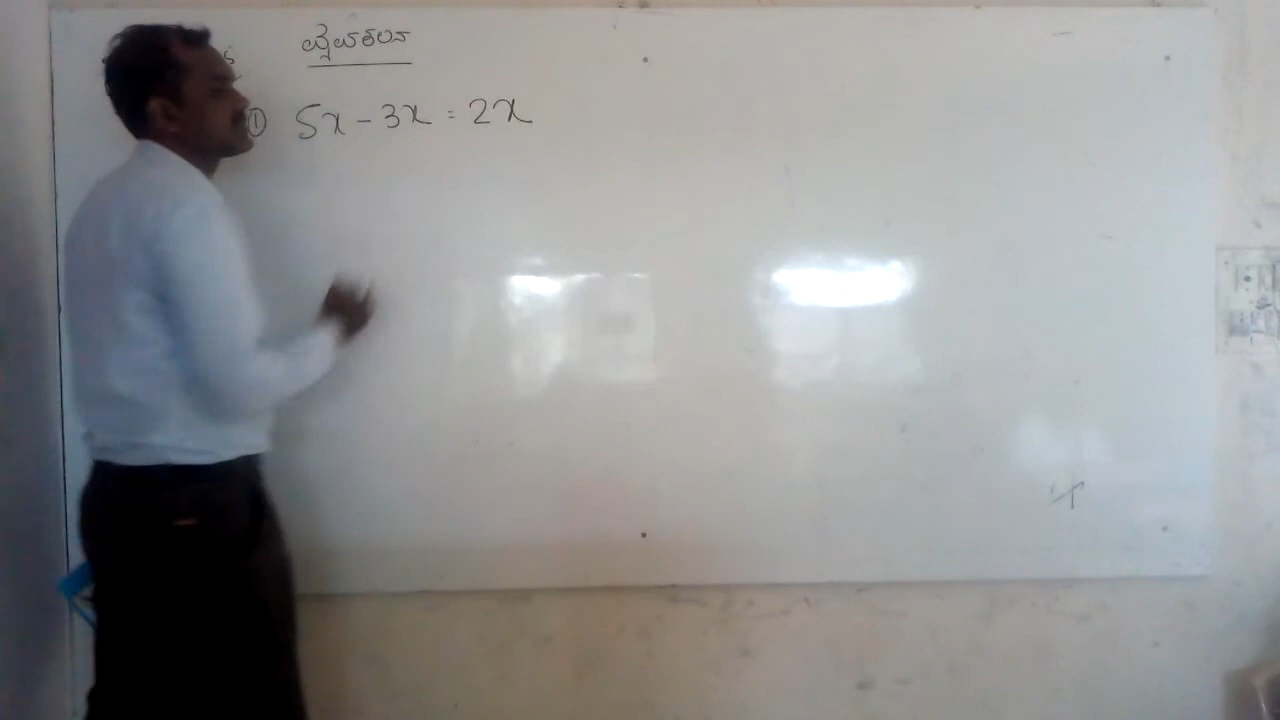 ವ್ಯವಕಲನ
① 5x - 3x = 2x